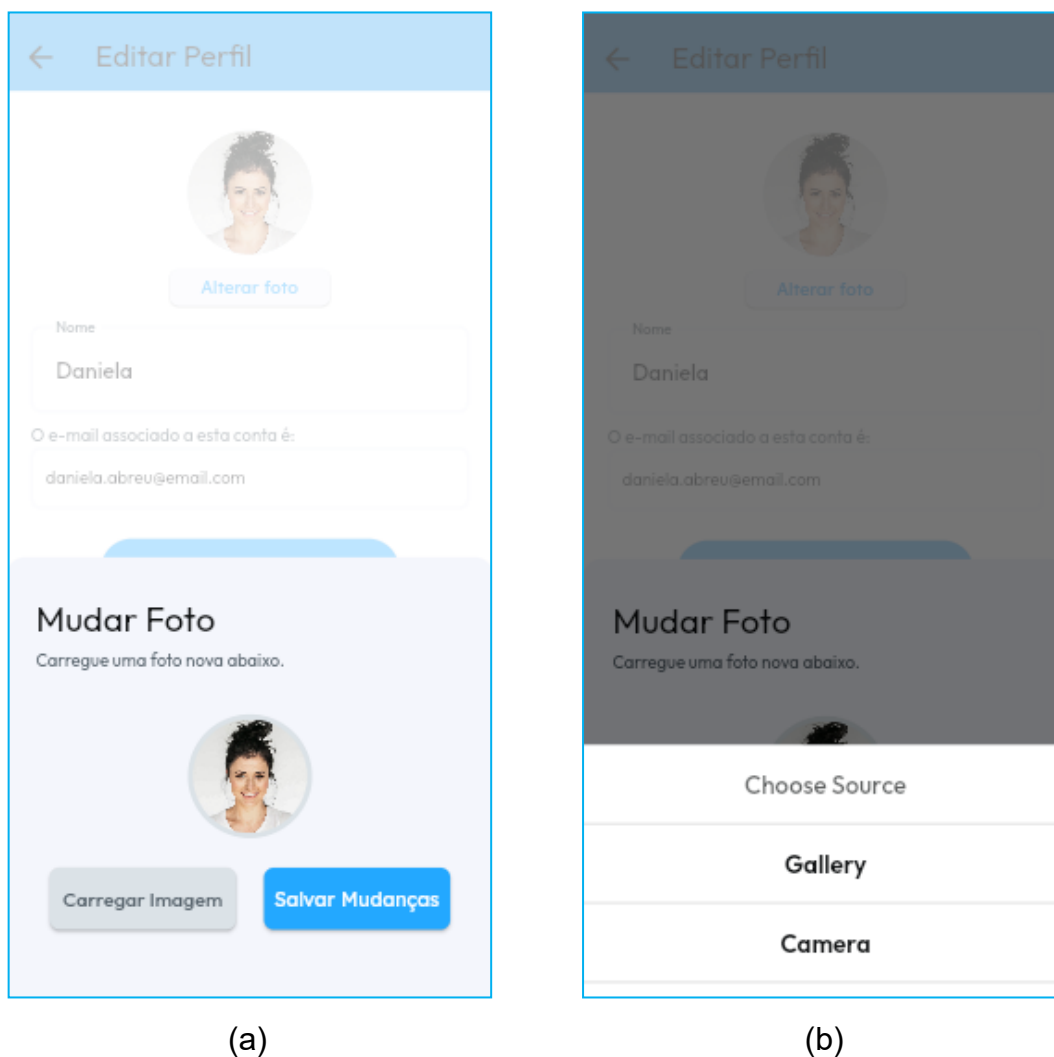 Editar Perfil
Alterar foto
Nome
Daniela
O e-mail associado a esta conta é:
daniela.abreu@email.com
Mudar Foto
Carregue uma foto nova abaixo.
Carregar Imagem
Salvar Mudanças
(a)
Editar Perfil
Alterar foto
Nome
Daniela
O e-mail associado a esta conta é:
daniela.abreu@email.com
Mudar Foto
Carregue uma foto nova abaixo.
Choose Source
Gallery
Camera
(b)